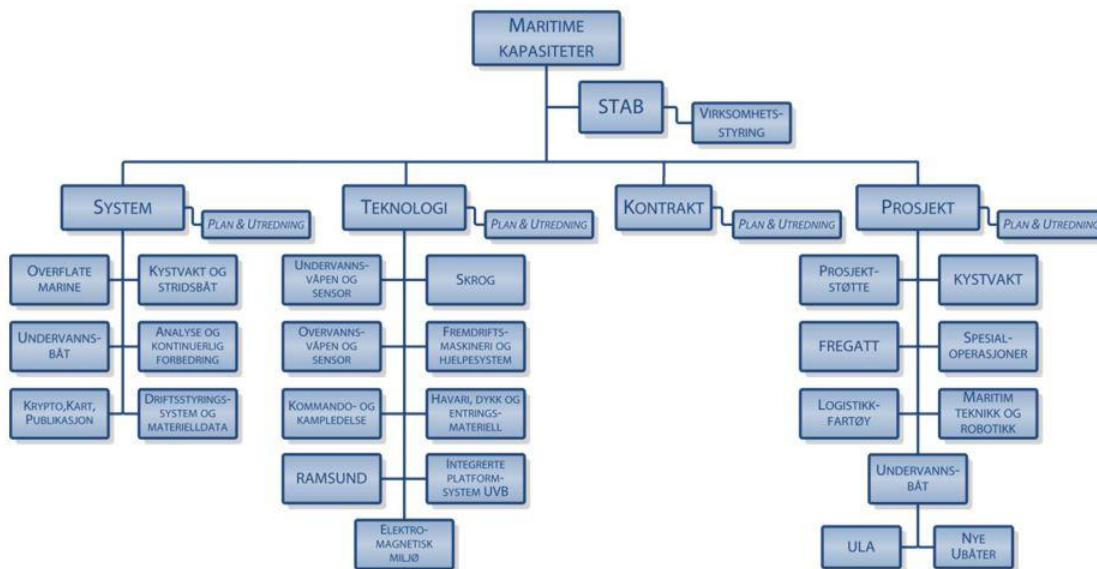 MARITIME
KAPASITETER
STAB
VIRKSOMHETS-
STYRING
SYSTEM
PLAN & UTREDNING
TEKNOLOGI
PLAN & UTREDNING
KONTRAKT
PLAN & UTREDNING
PROSJEKT
PLAN & UTREDNING
OVERFLATE
MARINE
KYSTVAKT OG
STRIDSBÅT
UNDERVANNS-
BÅT
ANALYSE OG
KONTINUERLIG
FORBEDRING
KRYPTO,KART,
PUBLIKASJON
DRIFTSSTYRINGS-
SYSTEM OG
MATERIELLDATA
UNDERVANNS-
VÅPEN OG
SENSOR
SKROG
OVERVANNS-
VÅPEN OG
SENSOR
FREMDRIFTS-
MASKINERI OG
HJELPESYSTEM
KOMMANDO- OG
KAMPLEDELSE
HAVARI, DYKK OG
ENTRINGS-
MATERIELL
RAMSUND
INTEGRERTE
PLATFORM-
SYSTEM UVB
ELEKTRO-
MAGNETISK
MILJØ
PROSJEKT-
STØTTE
KYSTVAKT
FREGATT
SPESIAL-
OPERASJONER
LOGISTIKK-
FARTØY
MARITIM
TEKNIKK OG
ROBOTIKK
UNDERVANNS-
BÅT
ULA
NYE
UBÅTER